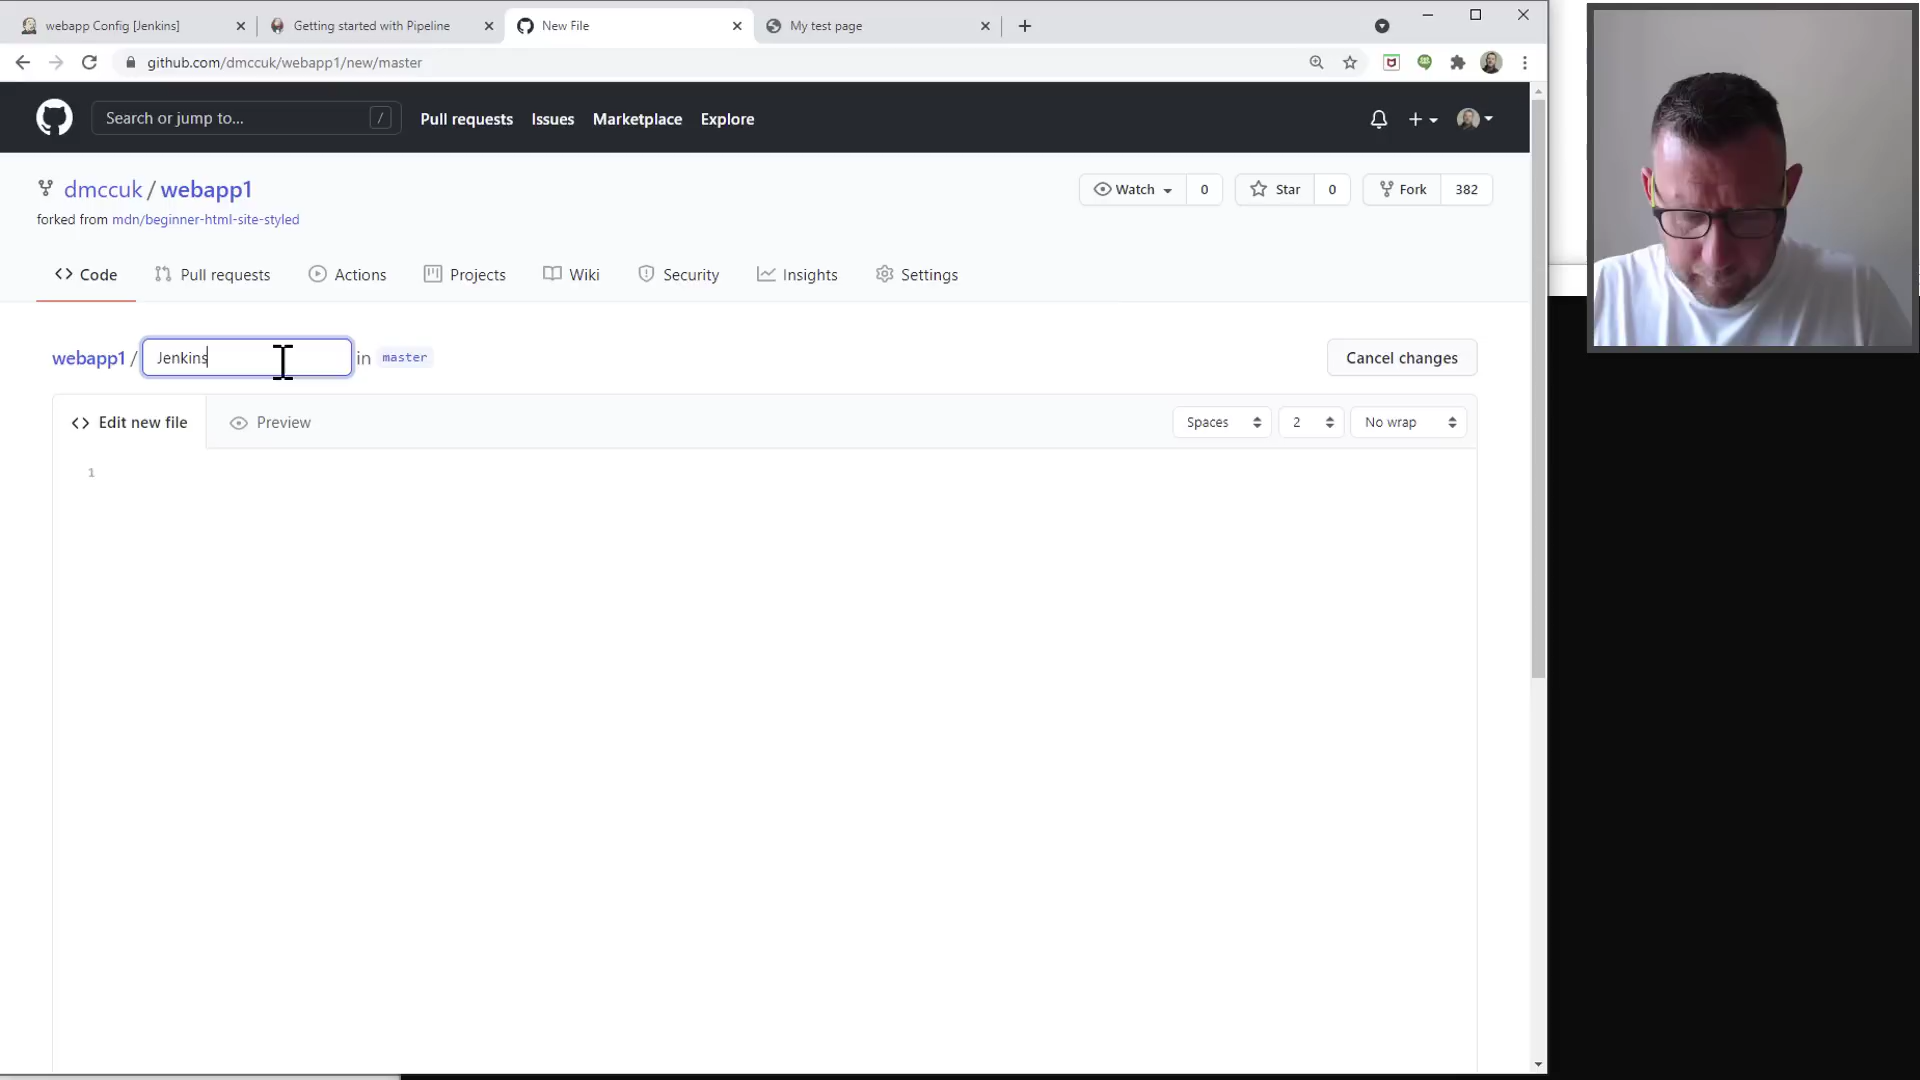 webapp Config [Jenkins]
Getting started with Pipeline
New File
My test page
github.com/dmccuk/webapp1/new/master
Search or jump to...
/
Pull requests
Issues
Marketplace
Explore
dmccuk / webapp1
Watch
0
Star
0
Fork
382
forked from mdn/beginner-html-site-styled
Code
Pull requests
Actions
Projects
Wiki
Security
Insights
Settings
webapp1 / Jenkins in master
Cancel changes
Edit new file
Preview
Spaces
2
No wrap
1